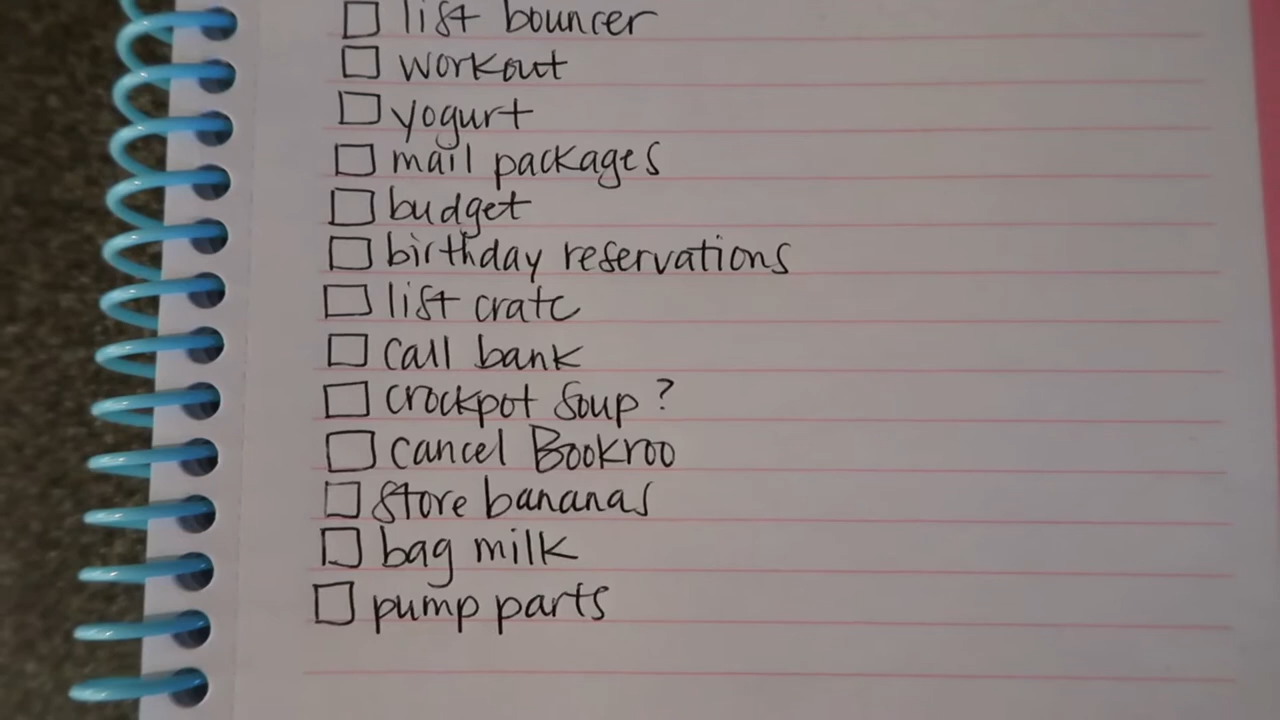 list bouncer
workout
yogurt
mail packages
budget
birthday reservations
list crate
call bank
crockpot soup?
cancel Bookroo
store bananas
bag milk
pump parts